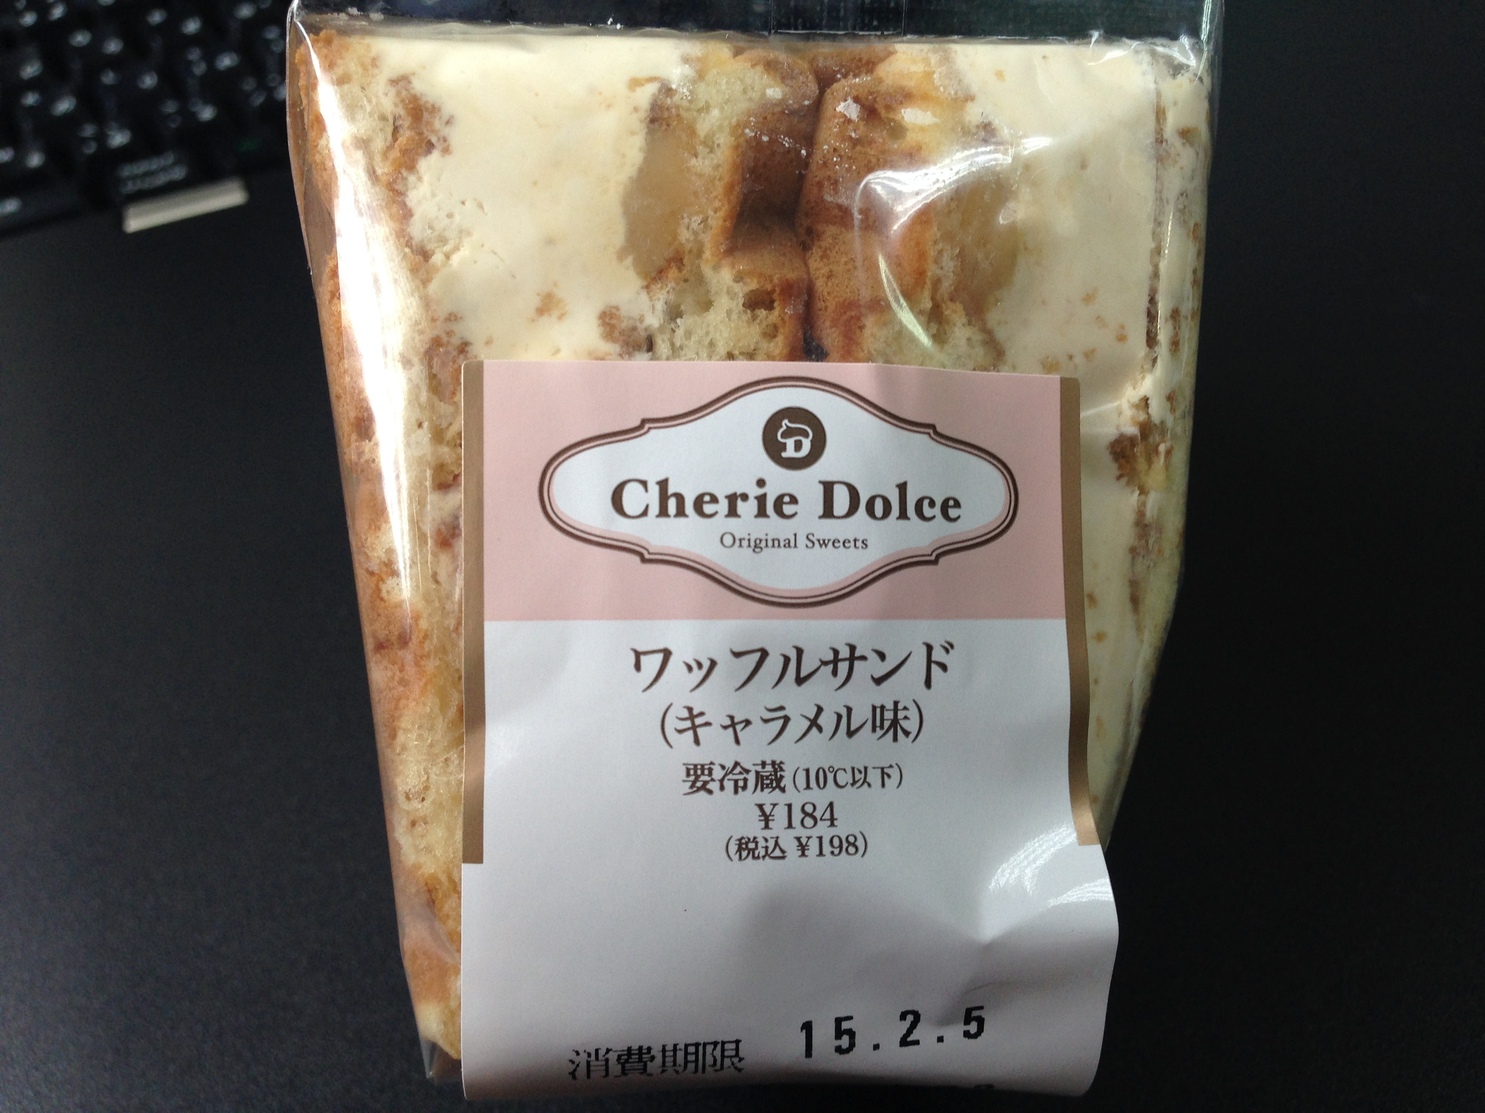 D
Cherie Dolce
Original Sweets
ワッフルサンド
(キャラメル味)
要冷蔵(10℃以下)
¥184
(税込 ¥198)
消費期限 15.2.5